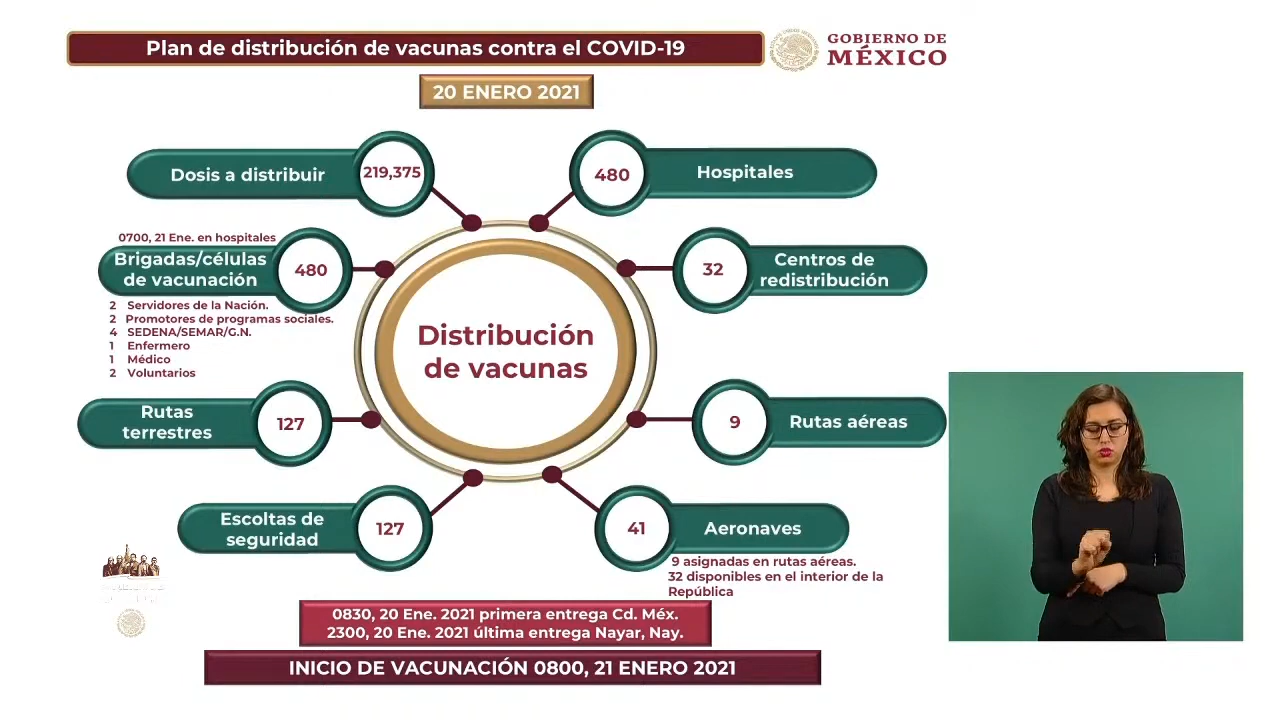 Plan de distribución de vacunas contra el COVID-19
GOBIERNO DE
MÉXICO
20 ENERO 2021
Dosis a distribuir
219,375
480
Hospitales
0700, 21 Ene. en hospitales
Brigadas/células
de vacunación
480
2 Servidores de la Nación.
2 Promotores de programas sociales.
4 SEDENA/SEMAR/G.N.
1 Enfermero
1 Médico
2 Voluntarios
32
Centros de
redistribución
Distribución
de vacunas
Rutas
terrestres
127
9
Rutas aéreas
Escoltas de
seguridad
127
41
Aeronaves
9 asignadas en rutas aéreas.
32 disponibles en el interior de la
República
0830, 20 Ene. 2021 primera entrega Cd. Méx.
2300, 20 Ene. 2021 última entrega Nayar, Nay.
INICIO DE VACUNACIÓN 0800, 21 ENERO 2021